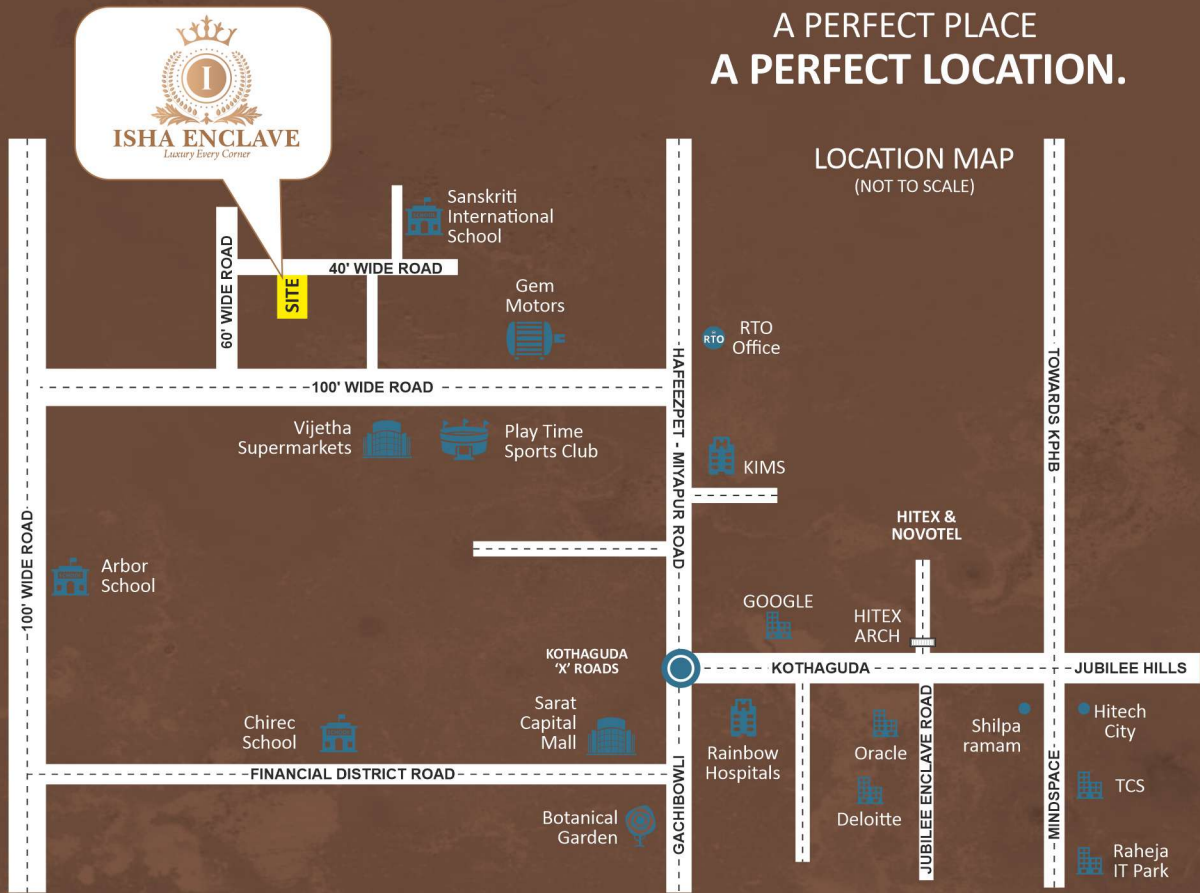 A PERFECT PLACE
A PERFECT LOCATION.
I
ISHA ENCLAVE
Luxury Every Corner
LOCATION MAP
(NOT TO SCALE)
Sanskriti
International
School
60' WIDE ROAD
40' WIDE ROAD
SITE
Gem
Motors
RTO
RTO
Office
100' WIDE ROAD
HAFEEZPET - MIYAPUR ROAD
TOWARDS KPHB
Vijetha
Supermarkets
Play Time
Sports Club
KIMS
HITEX &
NOVOTEL
100' WIDE ROAD
Arbor
School
GOOGLE
HITEX
ARCH
KOTHAGUDA
'X' ROADS
KOTHAGUDA
JUBILEE HILLS
Chirec
School
Sarat
Capital
Mall
Rainbow
Hospitals
Oracle
JUBILEE ENCLAVE ROAD
Shilpa
ramam
Hitech
City
FINANCIAL DISTRICT ROAD
GACHIBOWLI
MINDSPACE
TCS
Botanical
Garden
Deloitte
Raheja
IT Park